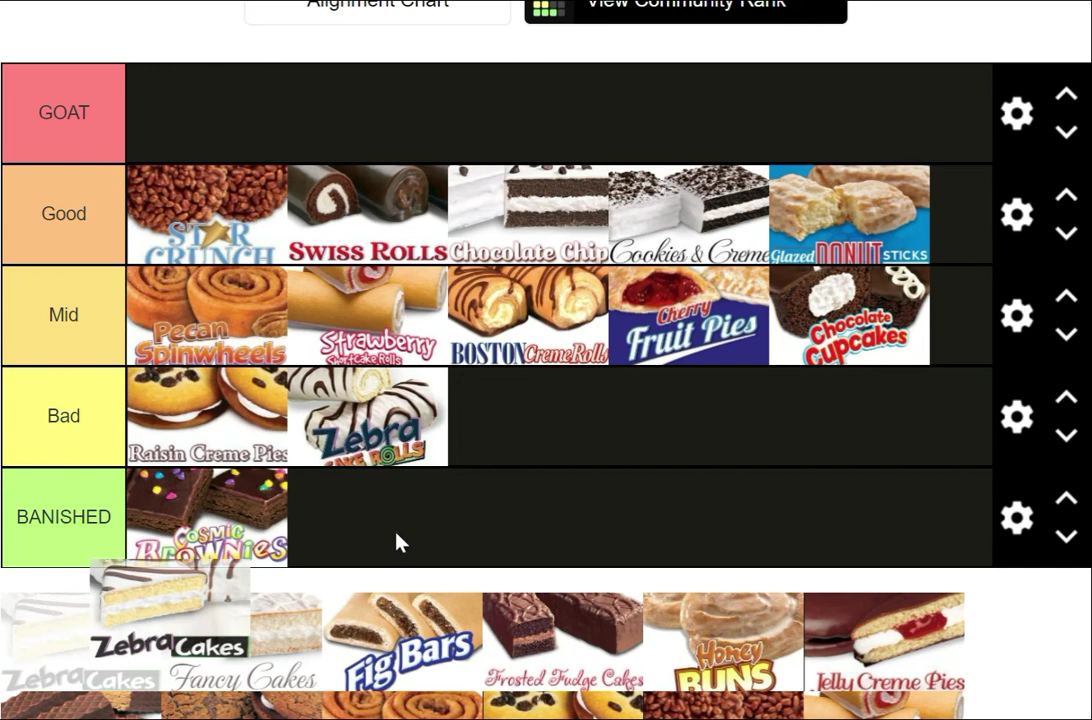 Alignment Chart
View Community Rank
GOAT
Good
STAR CRUNCH
SWISS ROLLS
Chocolate Chip
Cookies & Creme
Glazed DONUT STICKS
Mid
Pecan Spinwheels
Strawberry Shortcake Rolls
BOSTON Creme Rolls
Cherry Fruit Pies
Chocolate Cupcakes
Bad
Raisin Creme Pies
Zebra CAKE ROLLS
BANISHED
COSMIC BROWNIES
Zebra Cakes
Zebra Cakes
Fancy Cakes
Fig Bars
Frosted Fudge Cakes
Honey BUNS
Jelly Creme Pies